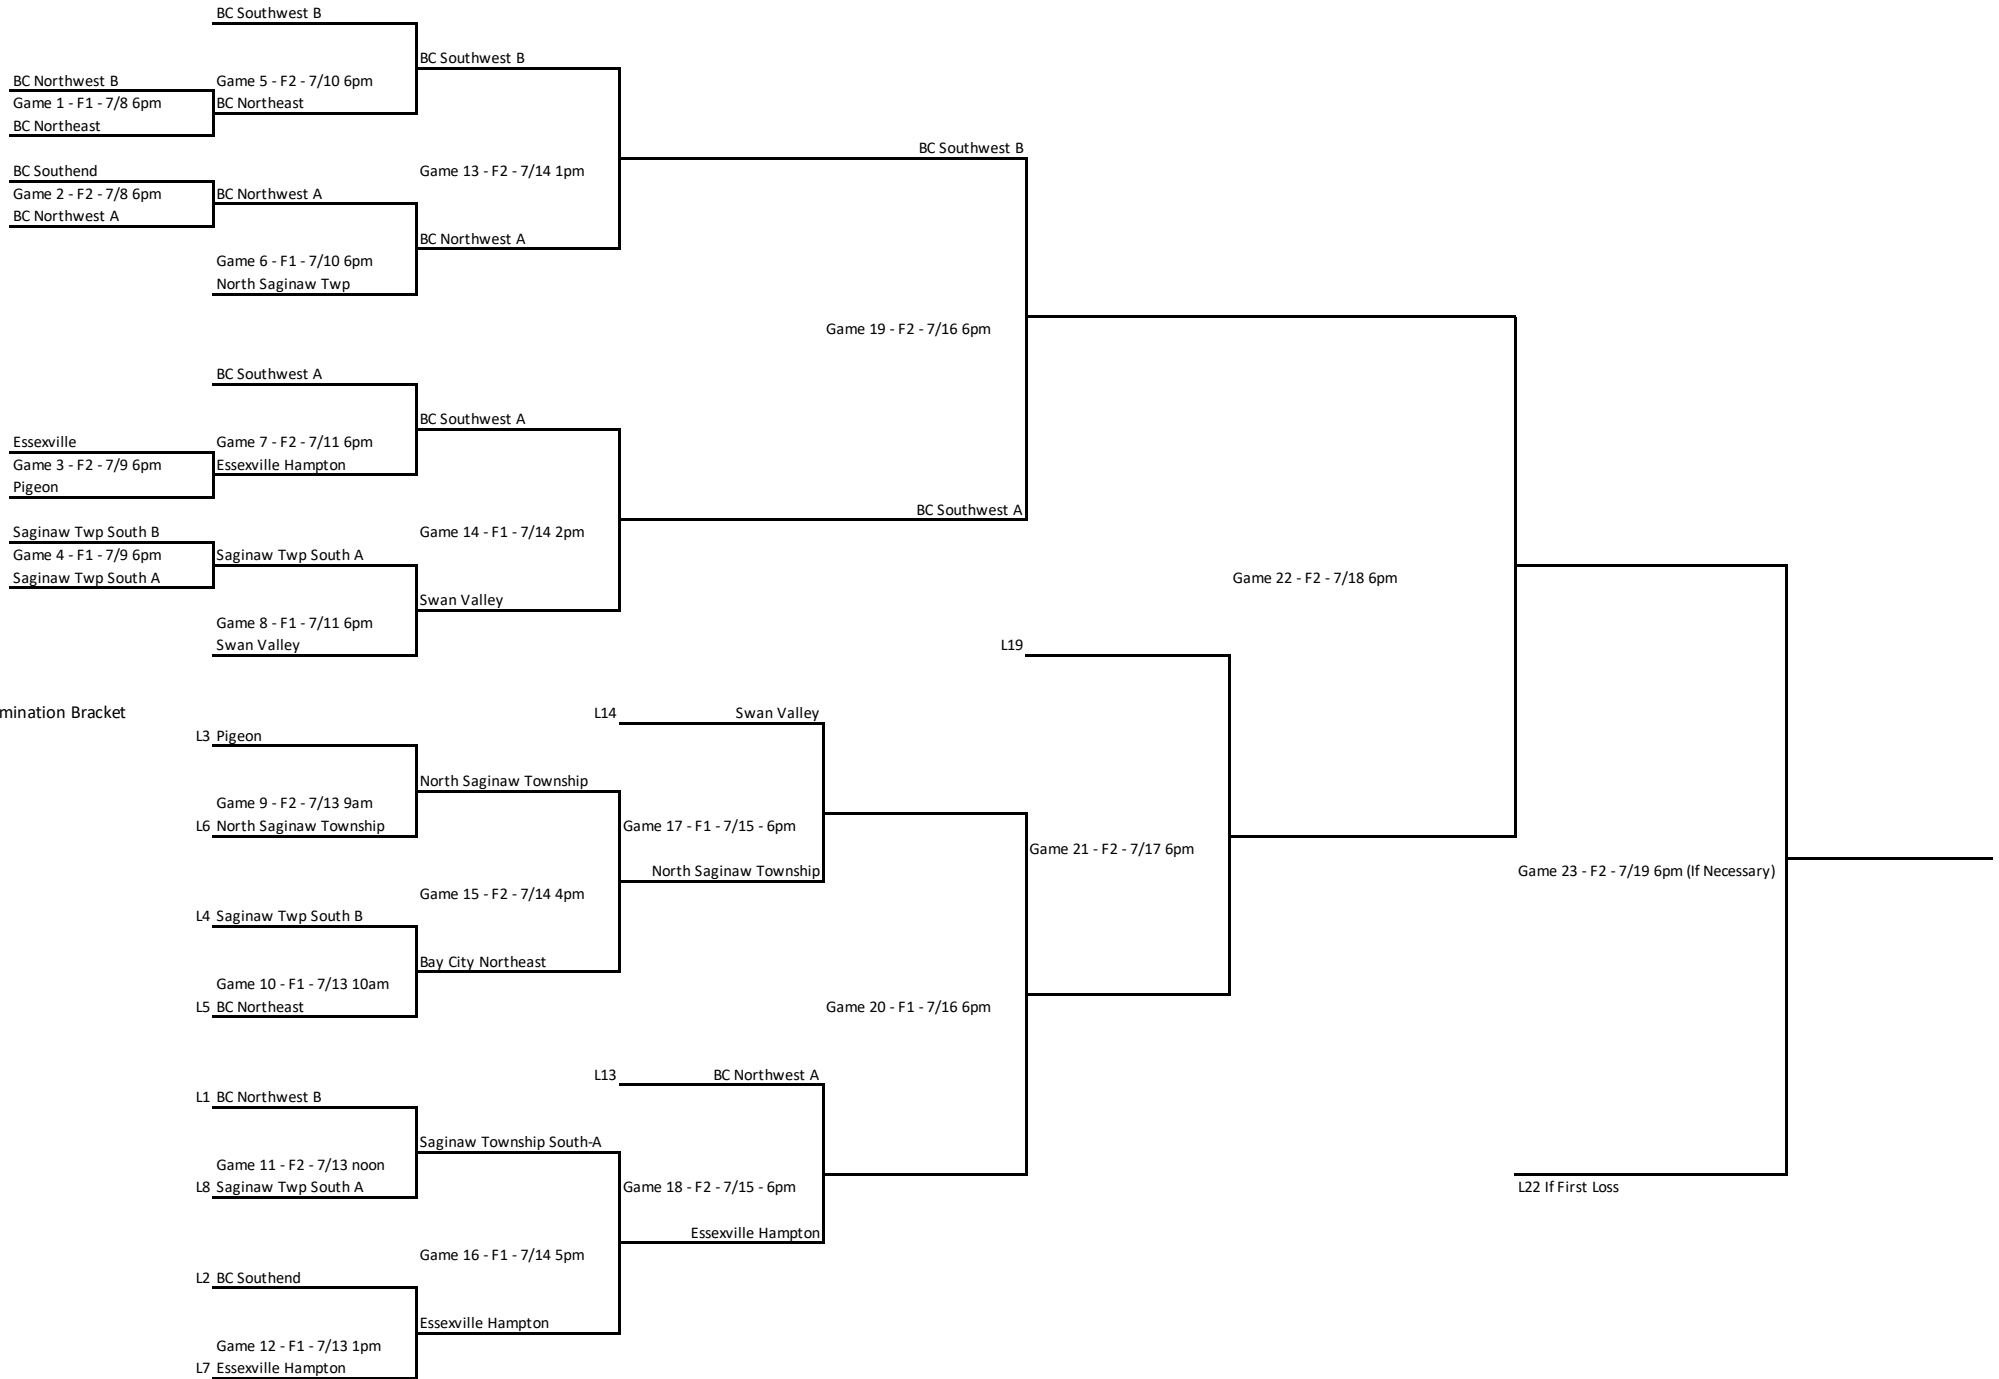 BC Southwest B
BC Southwest B
BC Northwest B
Game 5 - F2 - 7/10 6pm
Game 1 - F1 - 7/8 6pm
BC Northeast
BC Northeast
BC Southwest B
BC Southend
Game 13 - F2 - 7/14 1pm
Game 2 - F2 - 7/8 6pm
BC Northwest A
BC Northwest A
BC Northwest A
Game 6 - F1 - 7/10 6pm
North Saginaw Twp
Game 19 - F2 - 7/16 6pm
BC Southwest A
BC Southwest A
Essexville
Game 7 - F2 - 7/11 6pm
Game 3 - F2 - 7/9 6pm
Essexville Hampton
Pigeon
BC Southwest A
Saginaw Twp South B
Game 14 - F1 - 7/14 2pm
Game 4 - F1 - 7/9 6pm
Saginaw Twp South A
Saginaw Twp South A
Game 22 - F2 - 7/18 6pm
Swan Valley
Game 8 - F1 - 7/11 6pm
Swan Valley
L19
mination Bracket
L14 Swan Valley
L3 Pigeon
North Saginaw Township
Game 9 - F2 - 7/13 9am
L6 North Saginaw Township
Game 17 - F1 - 7/15 - 6pm
Game 21 - F2 - 7/17 6pm
North Saginaw Township
Game 23 - F2 - 7/19 6pm (If Necessary)
Game 15 - F2 - 7/14 4pm
L4 Saginaw Twp South B
Bay City Northeast
Game 10 - F1 - 7/13 10am
L5 BC Northeast
Game 20 - F1 - 7/16 6pm
L13 BC Northwest A
L1 BC Northwest B
Saginaw Township South-A
Game 11 - F2 - 7/13 noon
L8 Saginaw Twp South A
Game 18 - F2 - 7/15 - 6pm
L22 If First Loss
Essexville Hampton
Game 16 - F1 - 7/14 5pm
L2 BC Southend
Essexville Hampton
Game 12 - F1 - 7/13 1pm
L7 Essexville Hampton